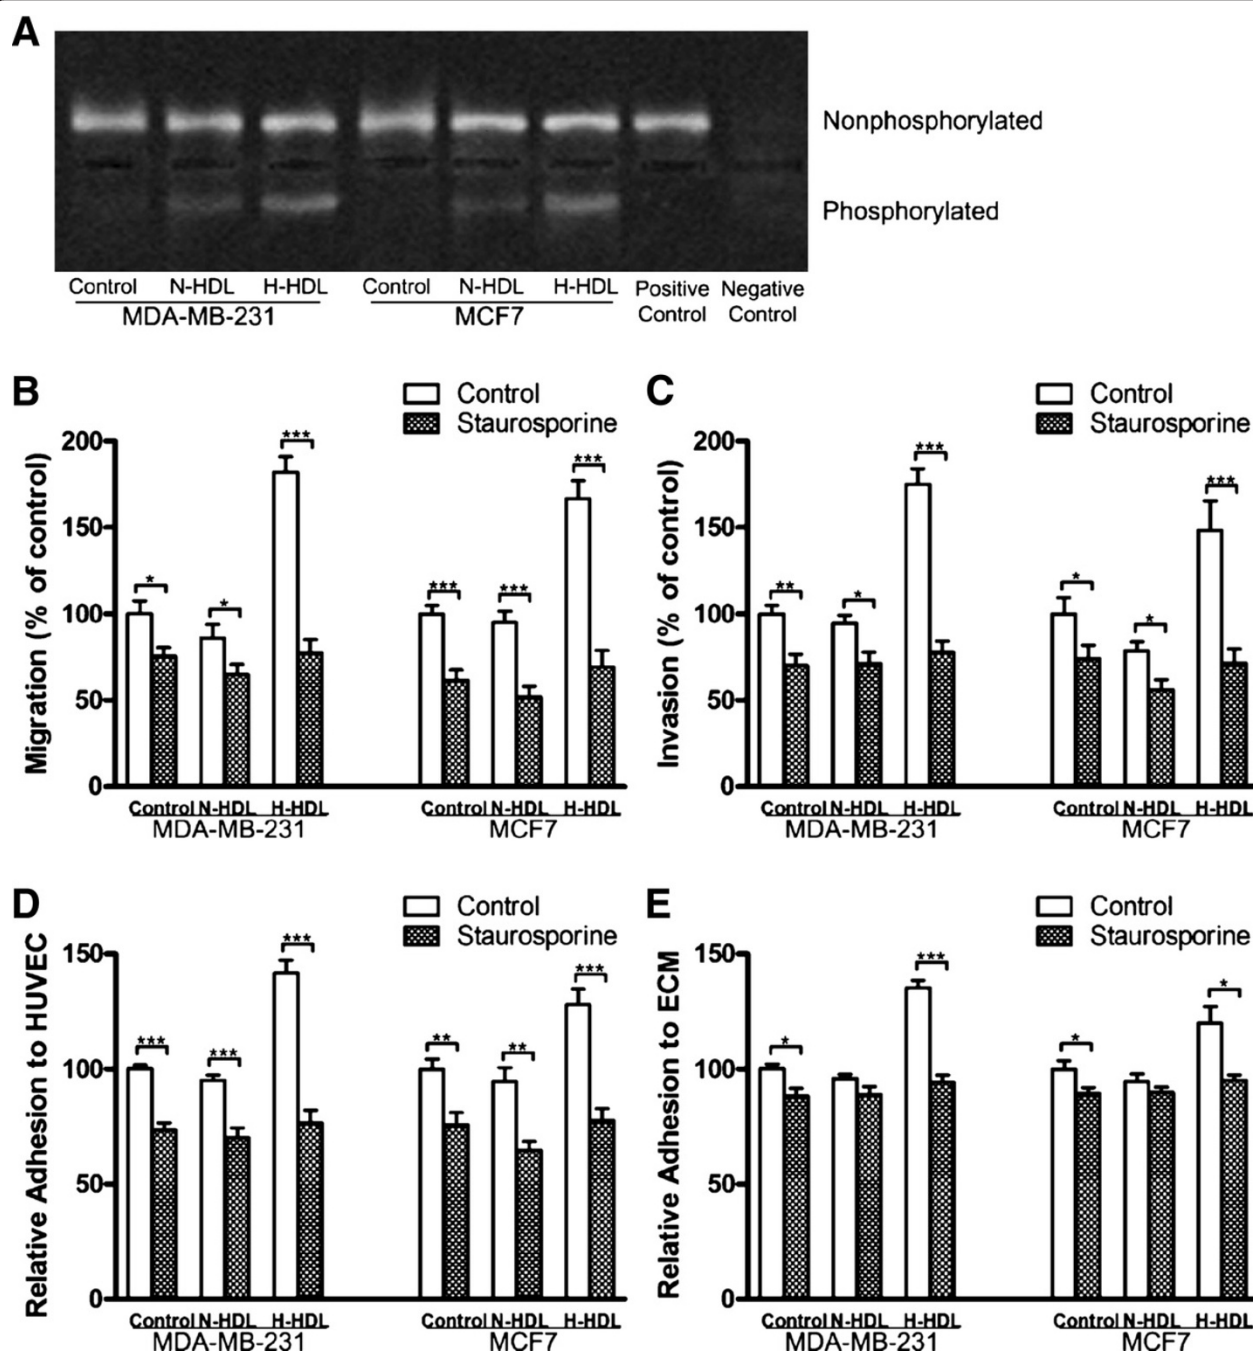 A
Nonphosphorylated
Phosphorylated
Control N-HDL H-HDL Control N-HDL H-HDL Positive Control Negative Control
MDA-MB-231 MCF7
B
Control
Staurosporine
Migration (% of control)
200
150
100
50
0
* * *** *** *** ***
Control N-HDL H-HDL Control N-HDL H-HDL
MDA-MB-231 MCF7
C
Control
Staurosporine
Invasion (% of control)
200
150
100
50
0
** * *** * * ***
Control N-HDL H-HDL Control N-HDL H-HDL
MDA-MB-231 MCF7
D
Control
Staurosporine
Relative Adhesion to HUVEC
150
100
50
0
*** *** *** ** ** ***
Control N-HDL H-HDL Control N-HDL H-HDL
MDA-MB-231 MCF7
E
Control
Staurosporine
Relative Adhesion to ECM
150
100
50
0
* *** * *
Control N-HDL H-HDL Control N-HDL H-HDL
MDA-MB-231 MCF7